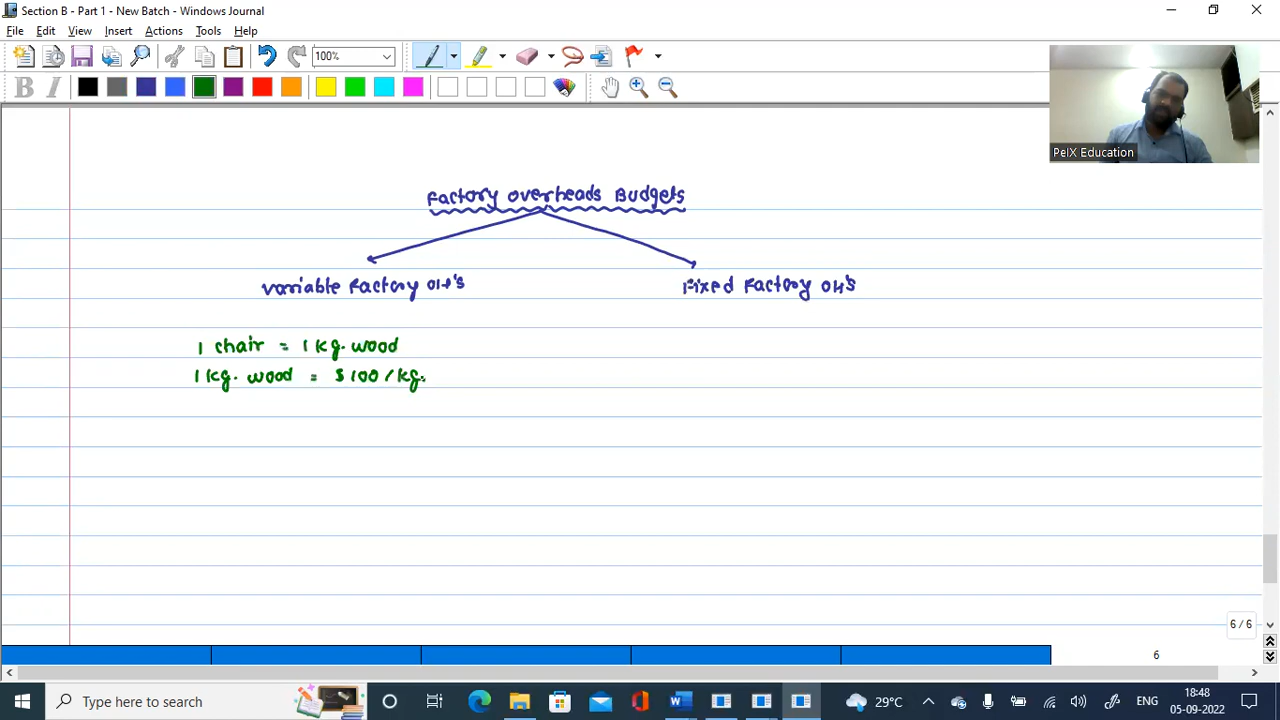 Section B - Part 1 - New Batch - Windows Journal
File Edit View Insert Actions Tools Help
100%
B I
PelX Education
Factory Overheads Budgets
Variable Factory OH's
Fixed Factory OH's
1 chair = 1 kg. wood
1 kg. wood = $100 / kg.
6 / 6
6
Type here to search
29°C
ENG
18:48
05-09-2022